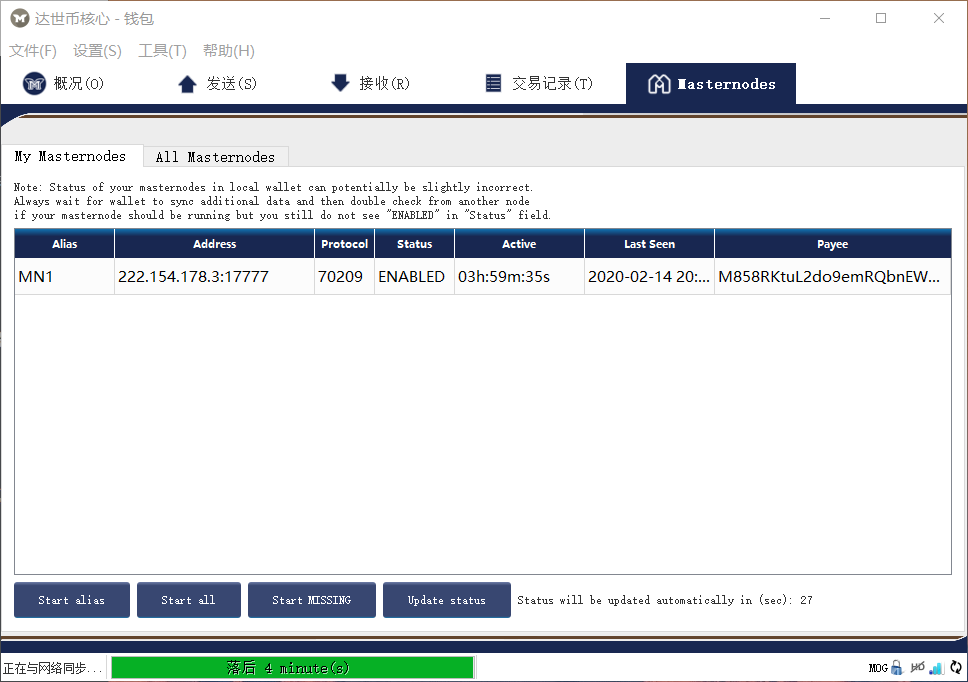 达世币核心 - 钱包
文件(F) 设置(S) 工具(T) 帮助(H)
概况(O) 发送(S) 接收(R) 交易记录(T) Masternodes
My Masternodes All Masternodes
Note: Status of your masternodes in local wallet can potentially be slightly incorrect.
Always wait for wallet to sync additional data and then double check from another node
if your masternode should be running but you still do not see "ENABLED" in "Status" field.
Alias Address Protocol Status Active Last Seen Payee
MN1 222.154.178.3:17777 70209 ENABLED 03h:59m:35s 2020-02-14 20:... M858RKtuL2do9emRQbnEW...
Start alias Start all Start MISSING Update status Status will be updated automatically in (sec): 27
正在与网络同步... 落后 4 minute(s) MOG HD